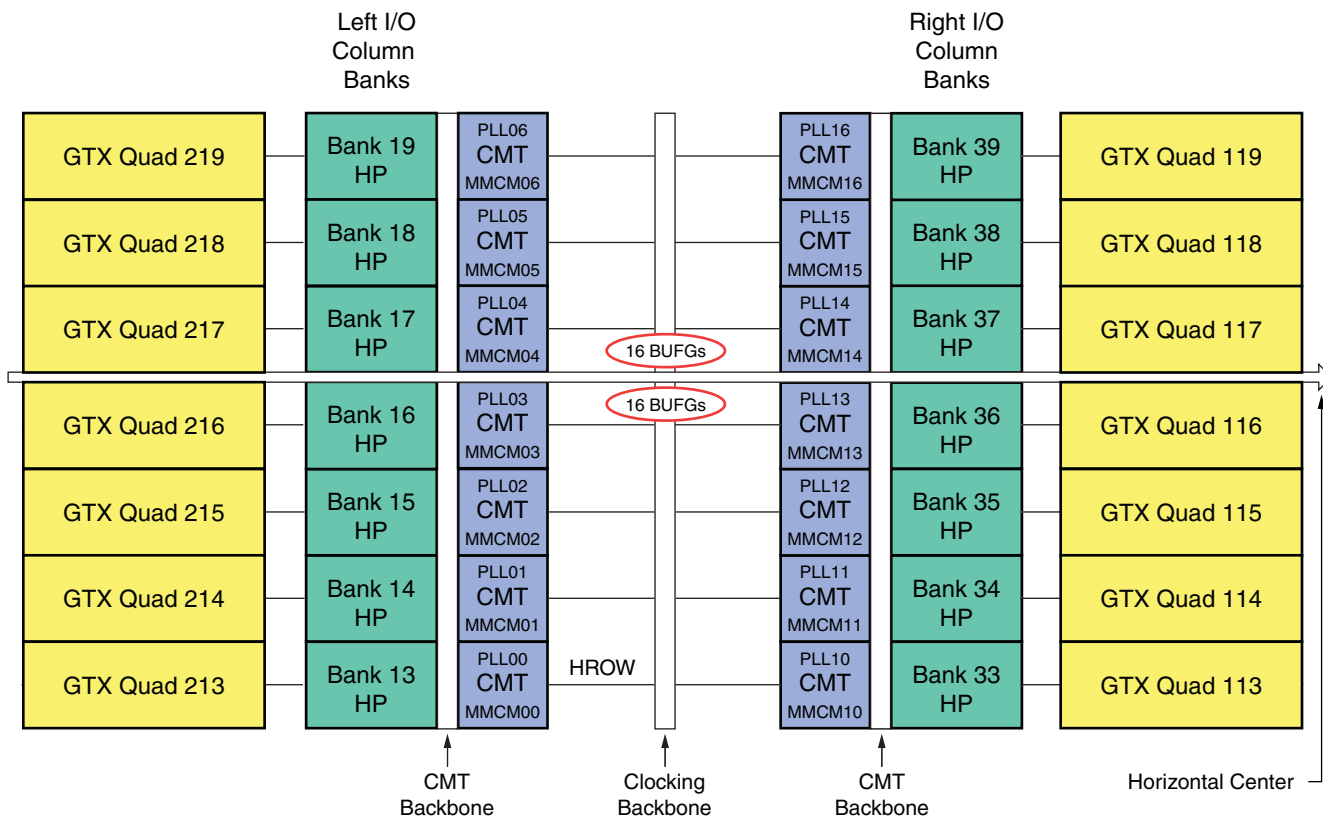 Left I/O
Column
Banks
Right I/O
Column
Banks
GTX Quad 219
Bank 19
HP
PLL06
CMT
MMCM06
PLL16
CMT
MMCM16
Bank 39
HP
GTX Quad 119
GTX Quad 218
Bank 18
HP
PLL05
CMT
MMCM05
PLL15
CMT
MMCM15
Bank 38
HP
GTX Quad 118
GTX Quad 217
Bank 17
HP
PLL04
CMT
MMCM04
16 BUFGs
PLL14
CMT
MMCM14
Bank 37
HP
GTX Quad 117
GTX Quad 216
Bank 16
HP
PLL03
CMT
MMCM03
16 BUFGs
PLL13
CMT
MMCM13
Bank 36
HP
GTX Quad 116
GTX Quad 215
Bank 15
HP
PLL02
CMT
MMCM02
PLL12
CMT
MMCM12
Bank 35
HP
GTX Quad 115
GTX Quad 214
Bank 14
HP
PLL01
CMT
MMCM01
PLL11
CMT
MMCM11
Bank 34
HP
GTX Quad 114
GTX Quad 213
Bank 13
HP
PLL00
CMT
MMCM00
HROW
PLL10
CMT
MMCM10
Bank 33
HP
GTX Quad 113
CMT
Backbone
Clocking
Backbone
CMT
Backbone
Horizontal Center